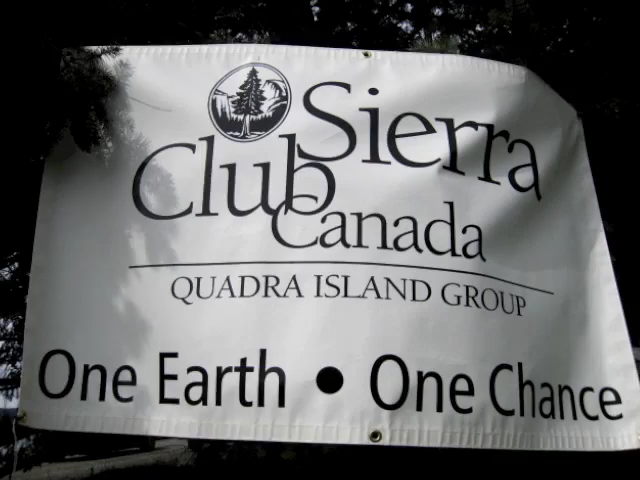 Sierra
Club
Canada
QUADRA ISLAND GROUP
One Earth • One Chance